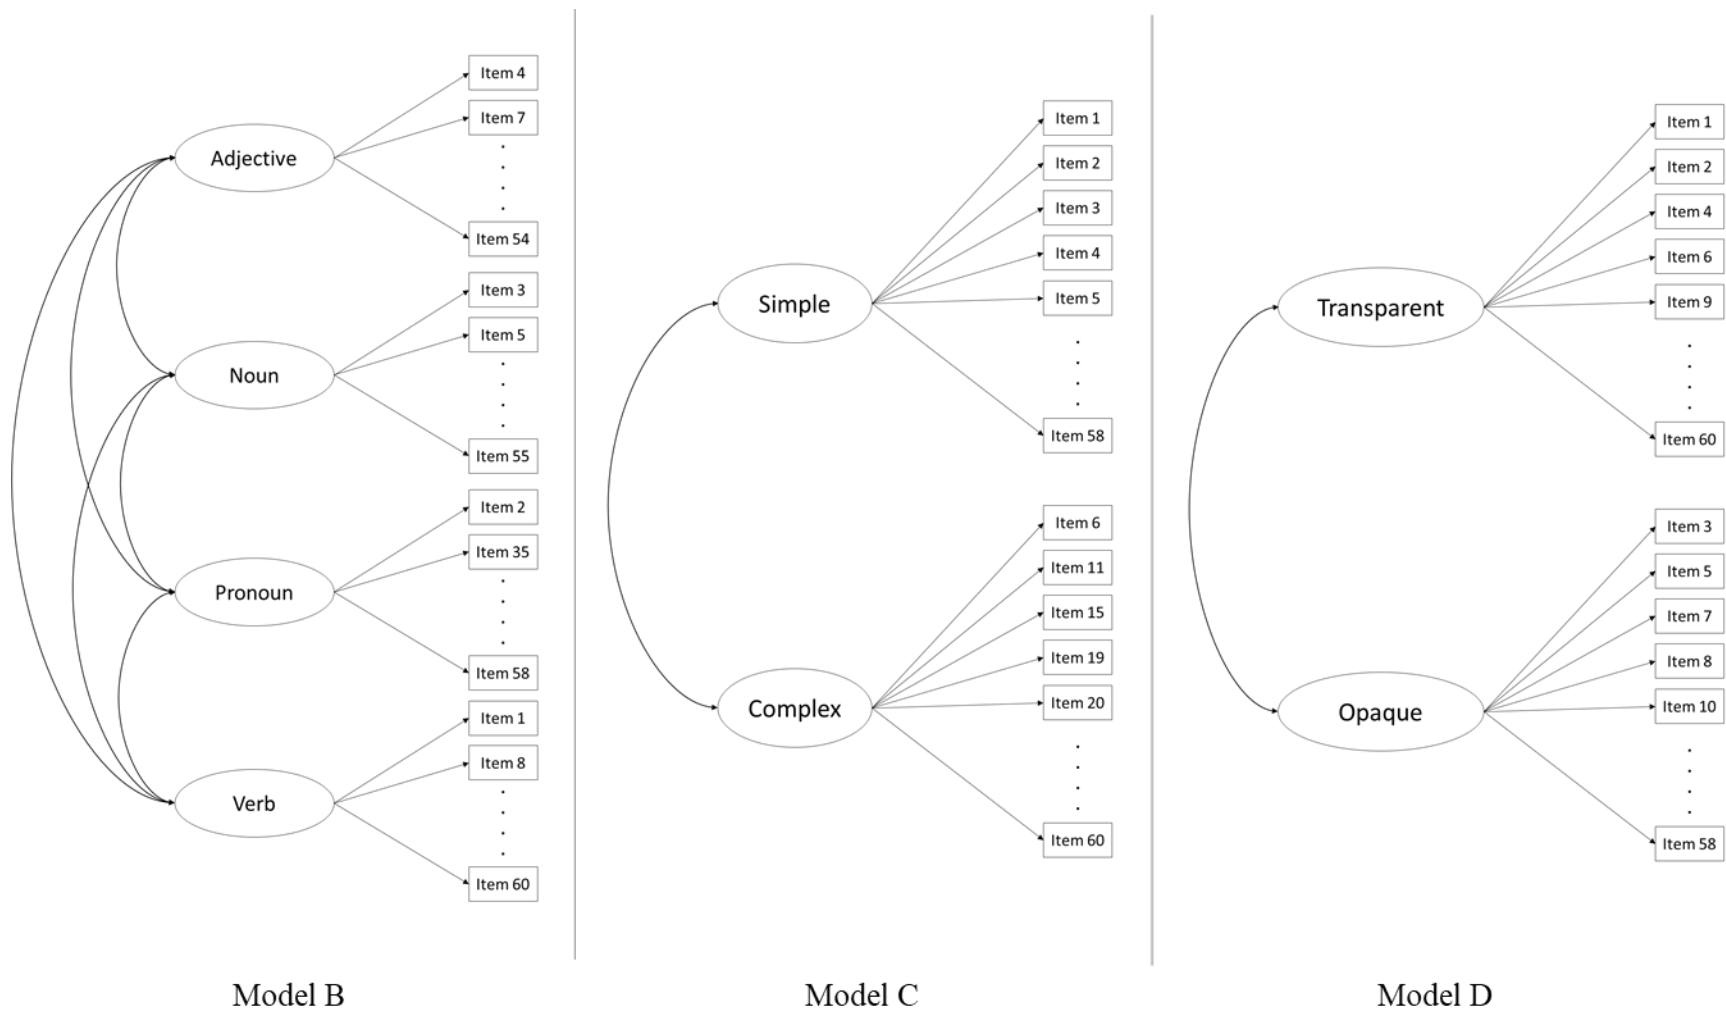 Adjective
Item 4
Item 7
Item 54
Noun
Item 3
Item 5
Item 55
Pronoun
Item 2
Item 35
Item 58
Verb
Item 1
Item 8
Item 60
Model B
Simple
Item 1
Item 2
Item 3
Item 4
Item 5
Item 58
Complex
Item 6
Item 11
Item 15
Item 19
Item 20
Item 60
Model C
Transparent
Item 1
Item 2
Item 4
Item 6
Item 9
Item 60
Opaque
Item 3
Item 5
Item 7
Item 8
Item 10
Item 58
Model D